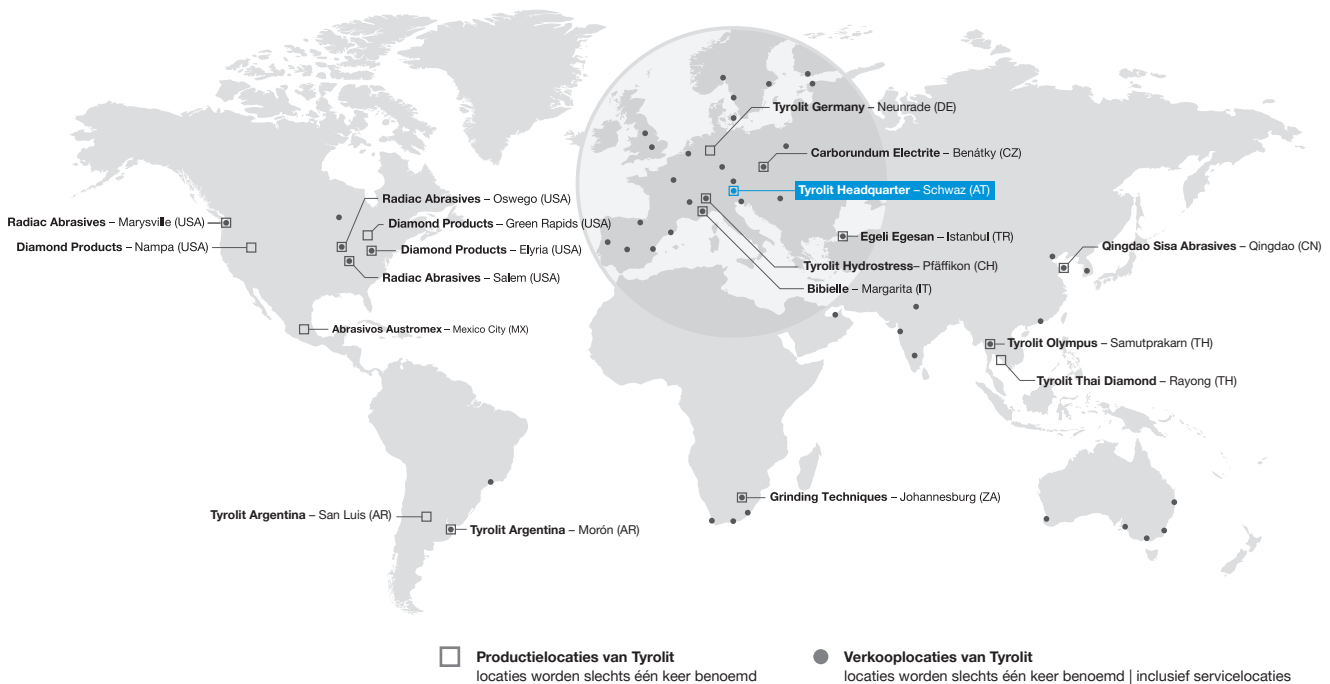 Tyrolit Germany – Neunrade (DE)
Carborundum Electrite – Benátky (CZ)
Tyrolit Headquarter – Schwaz (AT)
Radiac Abrasives – Oswego (USA)
Radiac Abrasives – Marysville (USA)
Diamond Products – Green Rapids (USA)
Egeli Egesan – Istanbul (TR)
Diamond Products – Nampa (USA)
Diamond Products – Elyria (USA)
Qingdao Sisa Abrasives – Qingdao (CN)
Tyrolit Hydrostress– Pfäffikon (CH)
Radiac Abrasives – Salem (USA)
Bibielle – Margarita (IT)
Abrasivos Austromex – Mexico City (MX)
Tyrolit Olympus – Samutprakarn (TH)
Tyrolit Thai Diamond – Rayong (TH)
Grinding Techniques – Johannesburg (ZA)
Tyrolit Argentina – San Luis (AR)
Tyrolit Argentina – Morón (AR)
Productielocaties van Tyrolit
locaties worden slechts één keer benoemd
Verkooplocaties van Tyrolit
locaties worden slechts één keer benoemd | inclusief servicelocaties